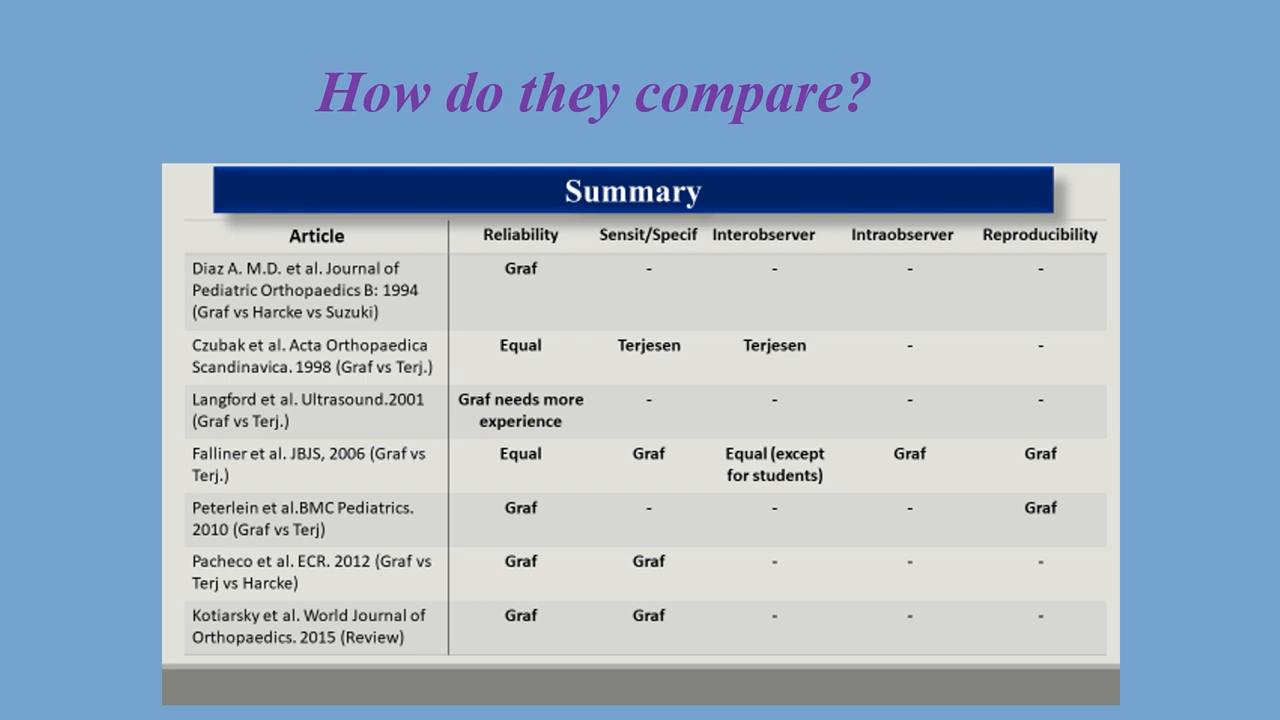 How do they compare?
Summary
Article Reliability Sensit/Specif Interobserver Intraobserver Reproducibility
Diaz A. M.D. et al. Journal of Graf - - - -
Pediatric Orthopaedics B: 1994
(Graf vs Harcke vs Suzuki)
Czubak et al. Acta Orthopaedica Equal Terjesen Terjesen - -
Scandinavica. 1998 (Graf vs Terj.)
Langford et al. Ultrasound.2001 Graf needs more - - - -
(Graf vs Terj.) experience
Falliner et al. JBJS, 2006 (Graf vs Equal Graf Equal (except Graf Graf
Terj.) for students)
Peterlein et al.BMC Pediatrics. Graf - - - Graf
2010 (Graf vs Terj)
Pacheco et al. ECR. 2012 (Graf vs Graf Graf - - -
Terj vs Harcke)
Kotiarsky et al. World Journal of Graf Graf - - -
Orthopaedics. 2015 (Review)